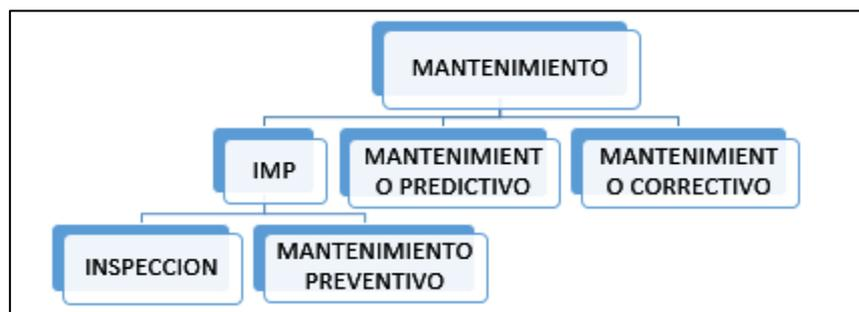 MANTENIMIENTO
IMP
MANTENIMIENT
O PREDICTIVO
MANTENIMIENT
O CORRECTIVO
INSPECCION
MANTENIMIENTO
PREVENTIVO